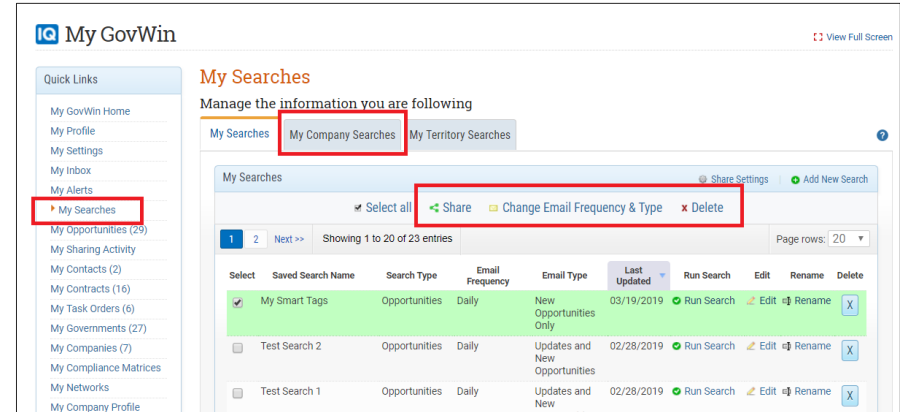 IQ My GovWin
View Full Screen
Quick Links
My GovWin Home
My Profile
My Settings
My Inbox
My Alerts
My Searches
My Opportunities (29)
My Sharing Activity
My Contacts (2)
My Contracts (16)
My Task Orders (6)
My Governments (27)
My Companies (7)
My Compliance Matrices
My Networks
My Company Profile
My Searches
Manage the information you are following
My Searches My Company Searches My Territory Searches ?
My Searches Share Settings Add New Search
Select all Share Change Email Frequency & Type x Delete
1 2 Next >> Showing 1 to 20 of 23 entries Page rows: 20
Select Saved Search Name Search Type Email Frequency Email Type Last Updated Run Search Edit Rename Delete
My Smart Tags Opportunities Daily New Opportunities Only 03/19/2019 Run Search Edit Rename X
Test Search 2 Opportunities Daily Updates and New Opportunities 02/28/2019 Run Search Edit Rename X
Test Search 1 Opportunities Daily Updates and New 02/28/2019 Run Search Edit Rename X